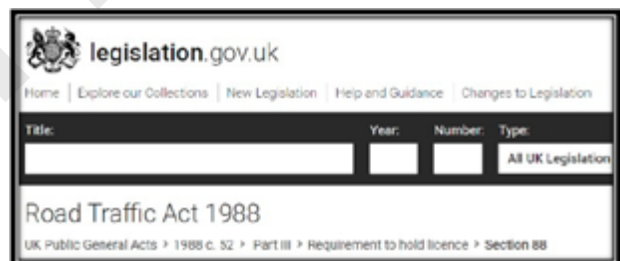 legislation.gov.uk
Home | Explore our Collections | New Legislation | Help and Guidance | Changes to Legislation
Title: Year: Number: Type:
All UK Legislation
Road Traffic Act 1988
UK Public General Acts > 1988 c. 52 > Part III > Requirement to hold licence > Section 88